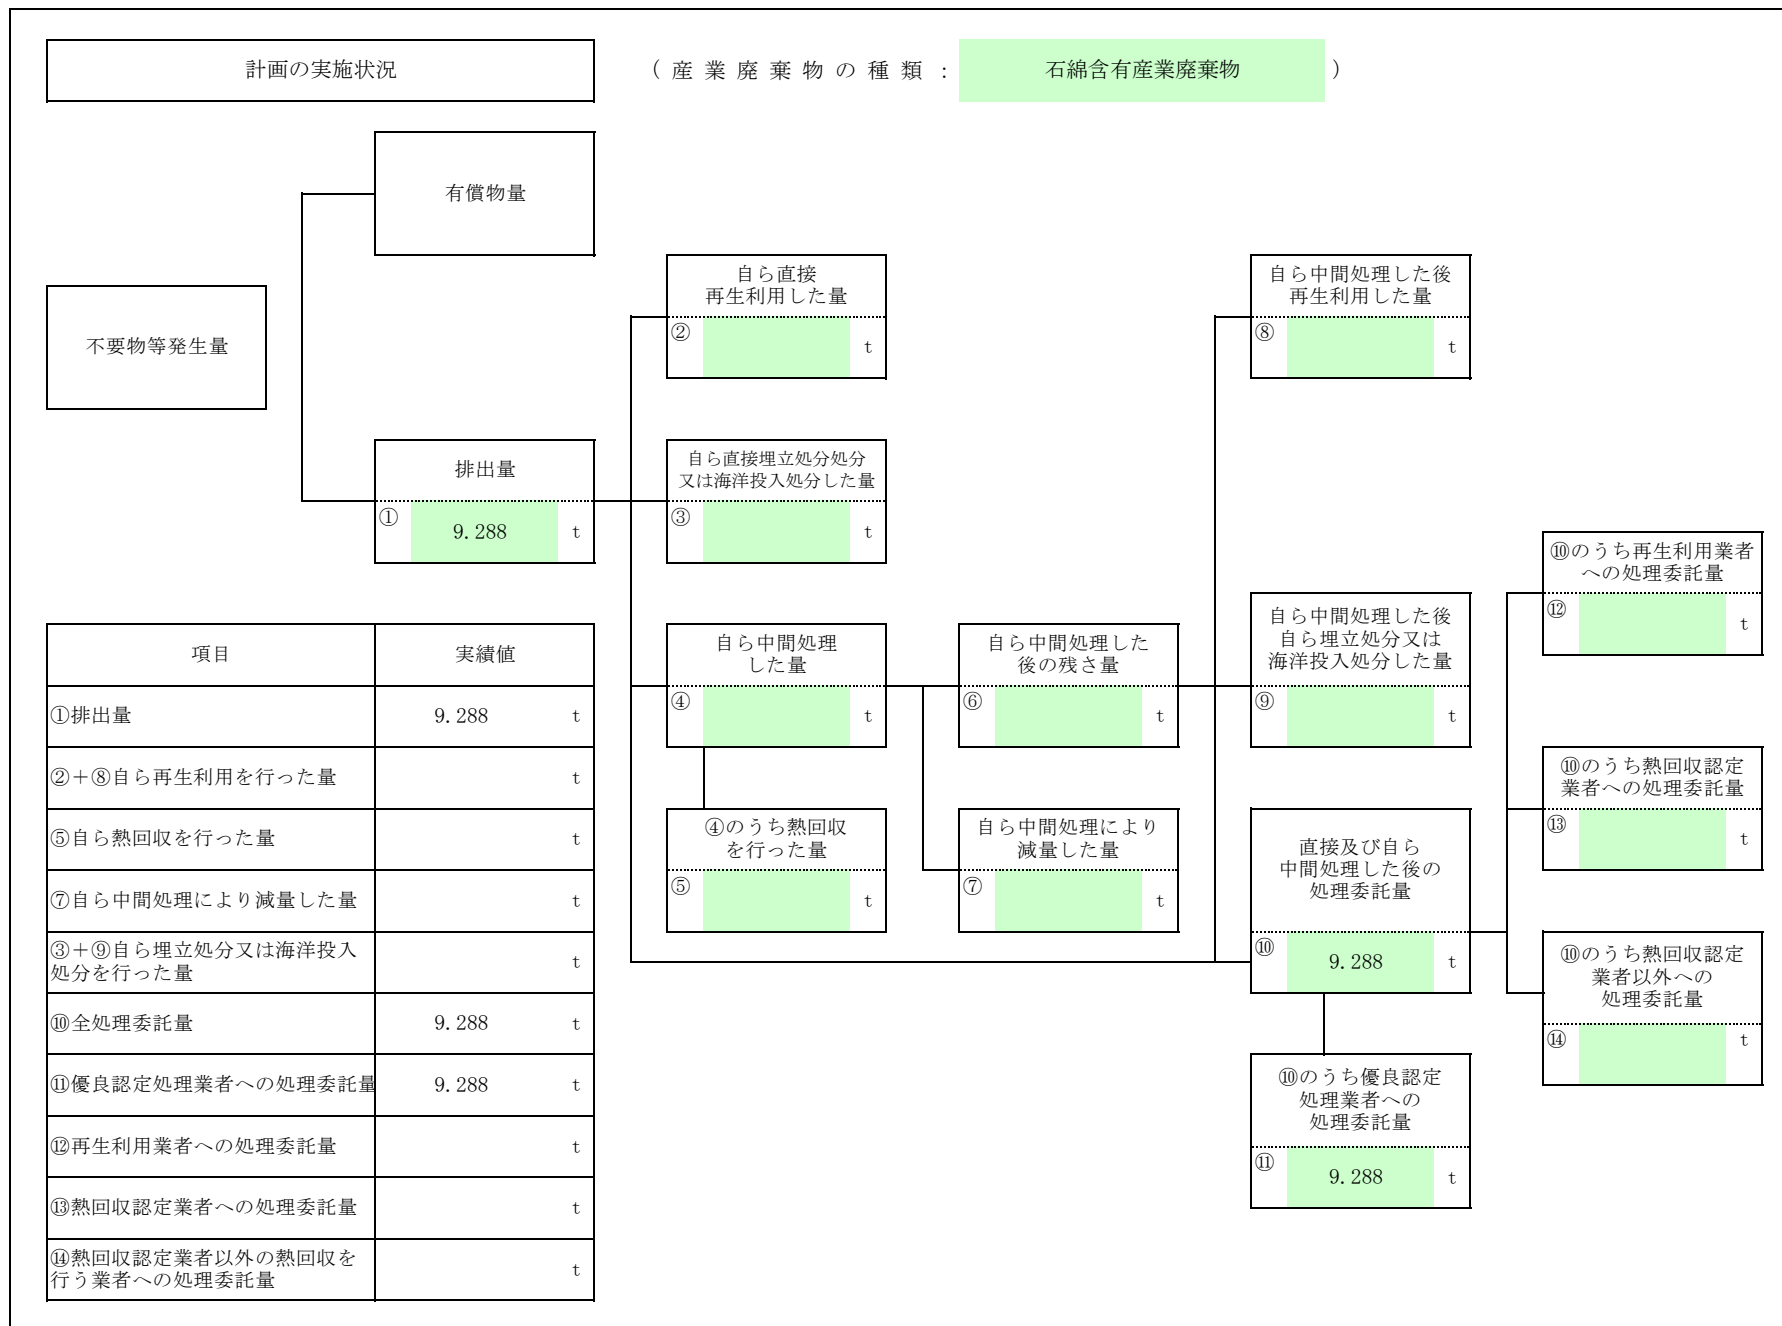 計画の実施状況
（産業廃棄物の種類：
石綿含有産業廃棄物
）
有償物量
不要物等発生量
排出量
①
9.288
t
自ら直接
再生利用した量
②
t
自ら直接埋立処分処分
又は海洋投入処分した量
③
t
自ら中間処理
した量
④
t
④のうち熱回収
を行った量
⑤
t
自ら中間処理した
後の残さ量
⑥
t
自ら中間処理により
減量した量
⑦
t
自ら中間処理した後
再生利用した量
⑧
t
自ら中間処理した後
自ら埋立処分又は
海洋投入処分した量
⑨
t
直接及び自ら
中間処理した後の
処理委託量
⑩
9.288
t
⑩のうち優良認定
処理業者への
処理委託量
⑪
9.288
t
⑩のうち再生利用業者
への処理委託量
⑫
t
⑩のうち熱回収認定
業者への処理委託量
⑬
t
⑩のうち熱回収認定
業者以外への
処理委託量
⑭
t
項目 実績値
①排出量 9.288 t
②＋⑧自ら再生利用を行った量 t
⑤自ら熱回収を行った量 t
⑦自ら中間処理により減量した量 t
③＋⑨自ら埋立処分又は海洋投入
処分を行った量 t
⑩全処理委託量 9.288 t
⑪優良認定処理業者への処理委託量 9.288 t
⑫再生利用業者への処理委託量 t
⑬熱回収認定業者への処理委託量 t
⑭熱回収認定業者以外の熱回収を
行う業者への処理委託量 t